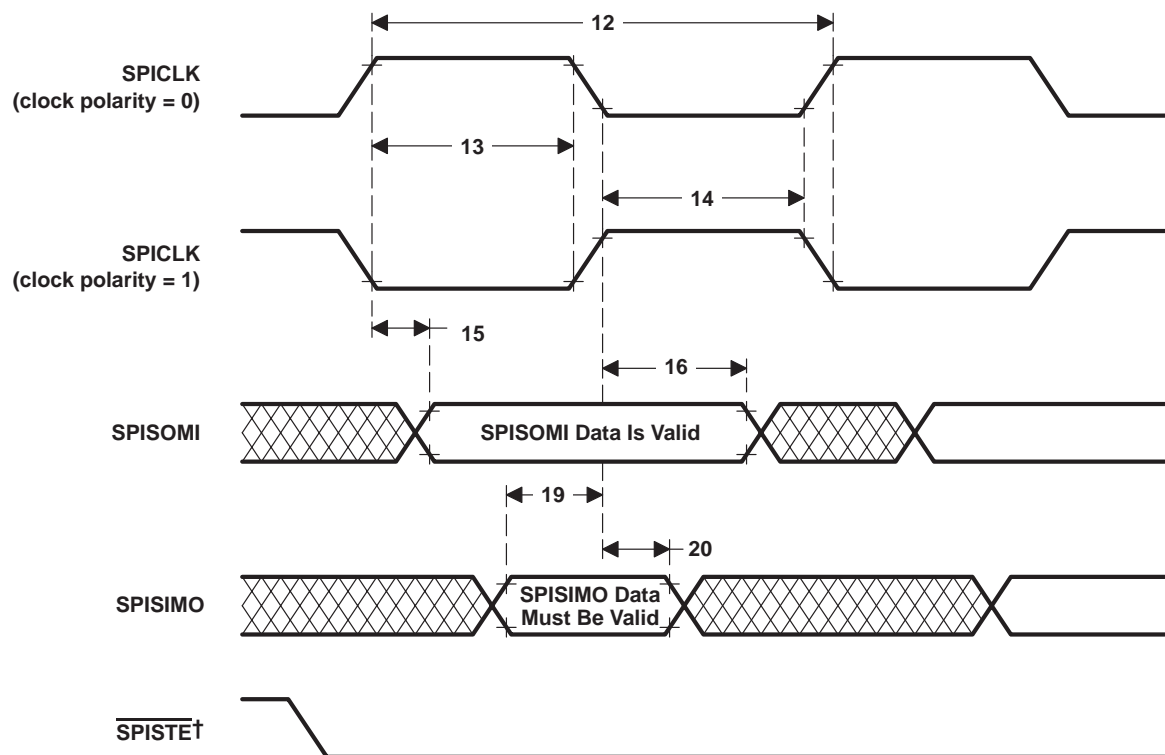 12
SPICLK
(clock polarity = 0)
13
14
SPICLK
(clock polarity = 1)
15
16
SPISOMI
SPISOMI Data Is Valid
19
20
SPISIMO
SPISIMO Data
Must Be Valid
SPISTE†